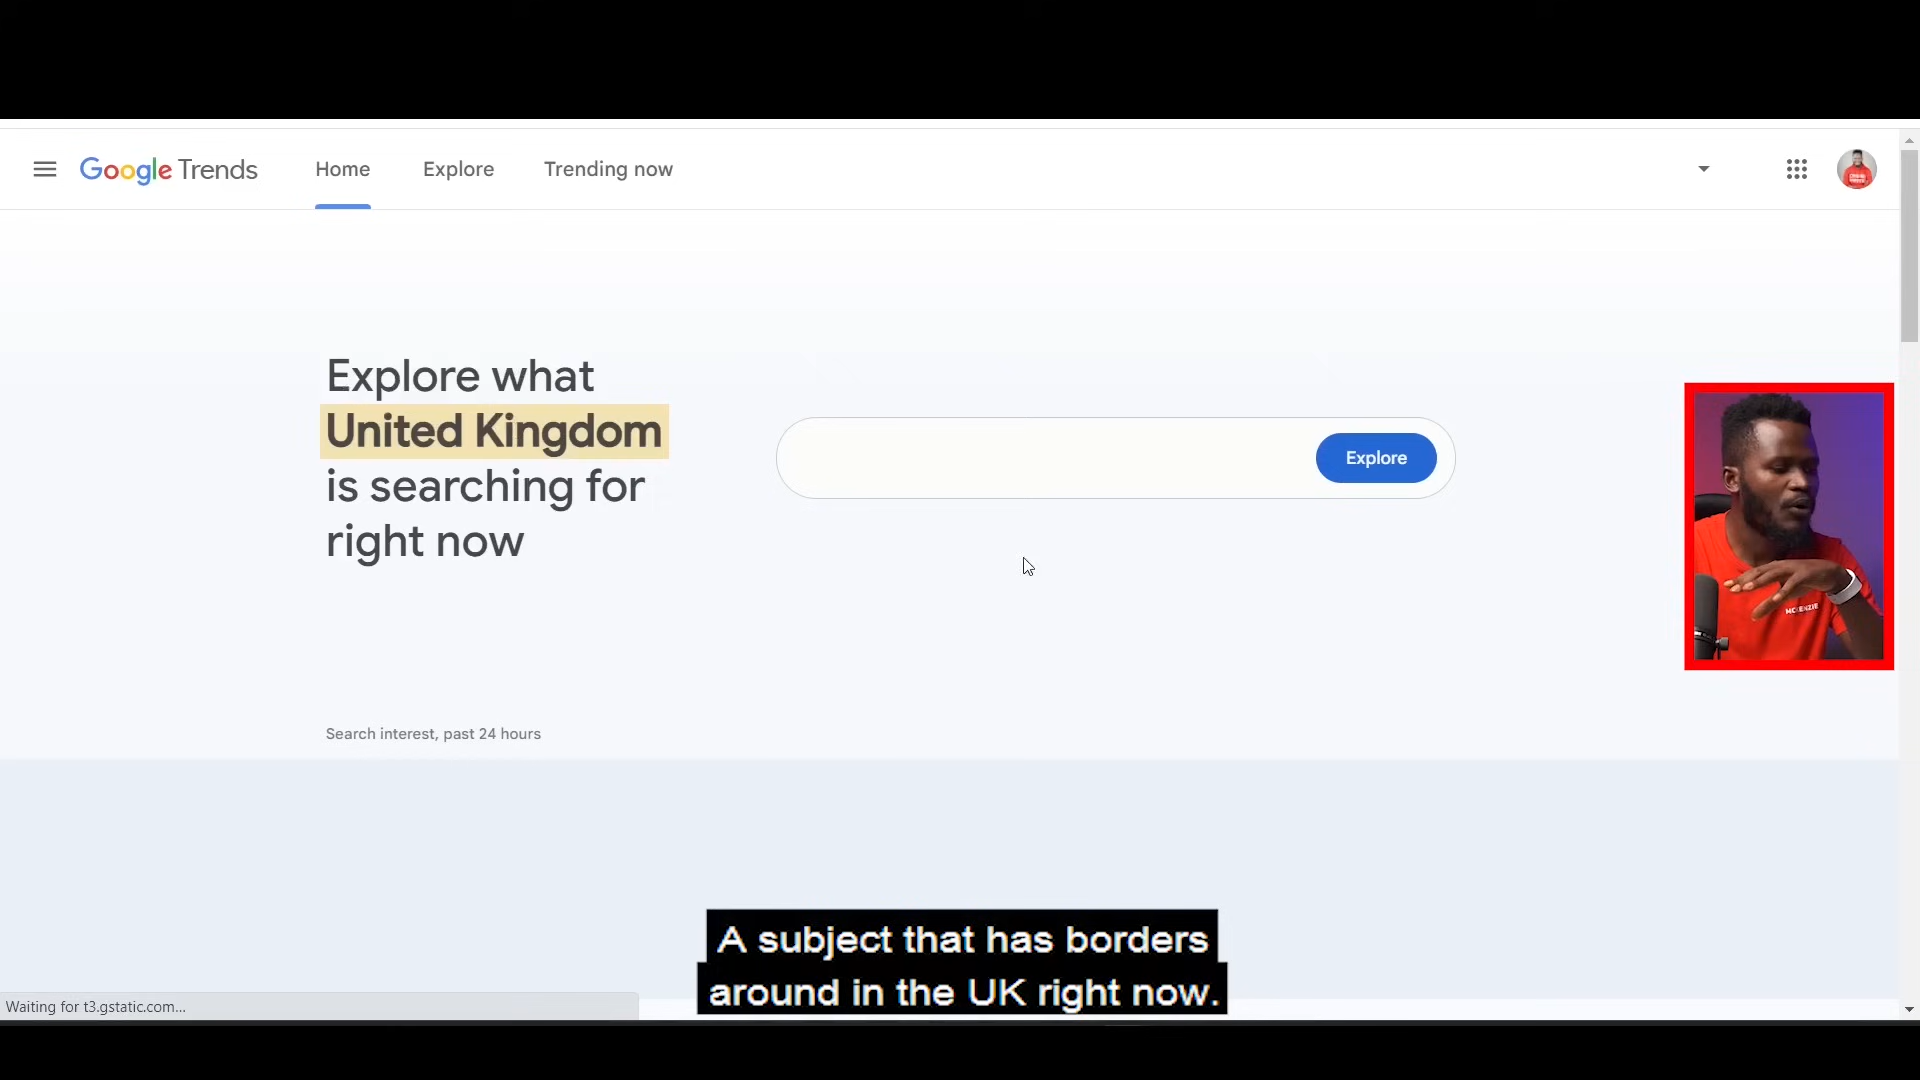 Google Trends
Home
Explore
Trending now
Explore what
United Kingdom
is searching for
right now
Explore
MCKENZIE
Search interest, past 24 hours
A subject that has borders
around in the UK right now.
Waiting for t3.gstatic.com...